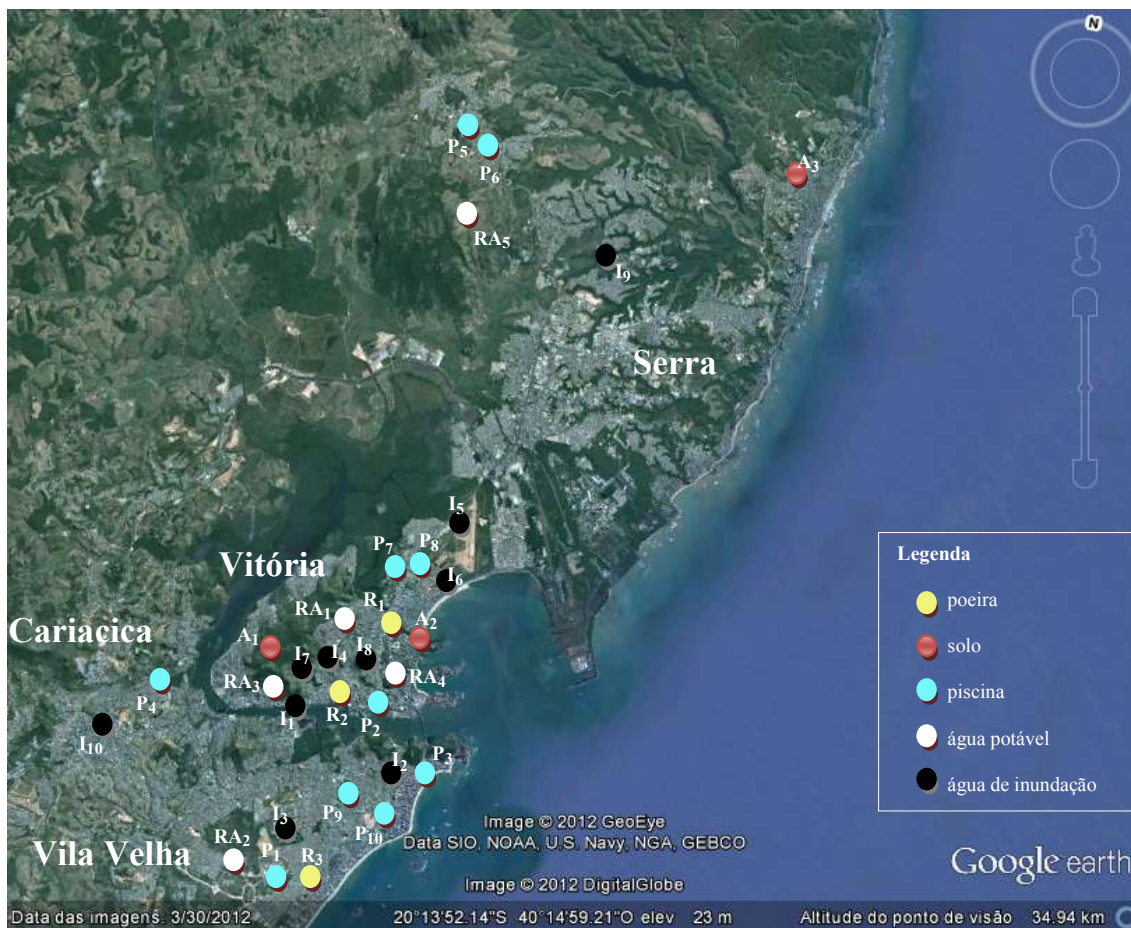 N
P5
P6
A3
RA5
I9
Serra
I5
P7
P8
Vitória
I6
RA1
R1
A2
Cariacica
A1
I7
I4
I8
RA3
RA4
P4
I1
R2
P2
I10
I2
P3
P9
I3
P10
RA2
Vila Velha
P1
R3
Legenda
poeira
solo
piscina
água potável
água de inundação
Image © 2012 GeoEye
Data SIO, NOAA, U.S. Navy, NGA, GEBCO
Image © 2012 DigitalGlobe
Google earth
Data das imagens. 3/30/2012 20°13'52.14"S 40°14'59.21"O elev 23 m Altitude do ponto de visão 34.94 km